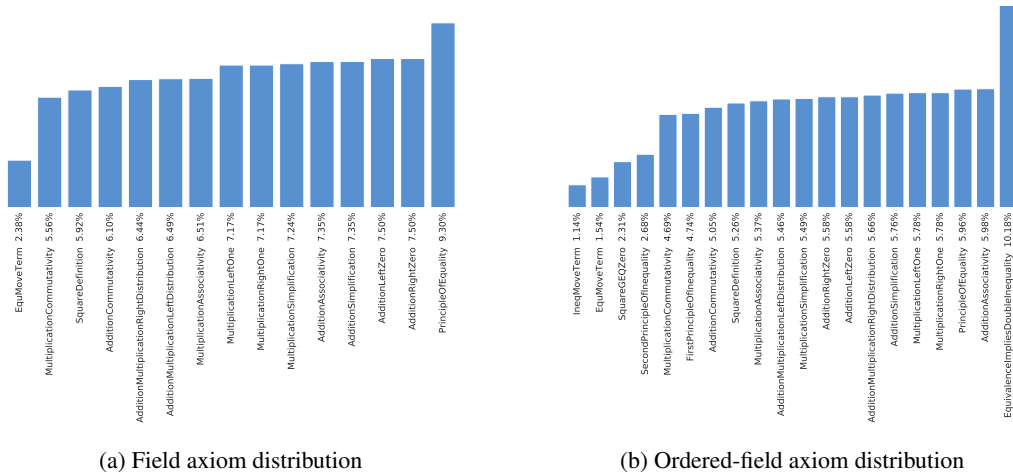 EquMoveTerm 2.38%
MultiplicationCommutativity 5.56%
SquareDefinition 5.92%
AdditionCommutativity 6.10%
AdditionMultiplicationRightDistribution 6.44%
AdditionMultiplicationLeftDistribution 6.49%
MultiplicationAssociativity 6.51%
MultiplicationLeftOne 7.17%
MultiplicationRightOne 7.17%
MultiplicationSimplification 7.24%
AdditionAssociativity 7.35%
AdditionSimplification 7.35%
AdditionLeftZero 7.50%
AdditionRightZero 7.50%
PrincipleOfEquality 9.30%
(a) Field axiom distribution
IneqMoveTerm 1.14%
EquMoveTerm 1.54%
SquareGEQZero 2.31%
SecondPrincipleOfInequality 2.68%
MultiplicationCommutativity 4.69%
FirstPrincipleOfInequality 4.74%
AdditionCommutativity 5.05%
SquareDefinition 5.26%
MultiplicationAssociativity 5.37%
AdditionMultiplicationLeftDistribution 5.46%
MultiplicationSimplification 5.49%
AdditionRightZero 5.58%
AdditionLeftZero 5.58%
AdditionMultiplicationRightDistribution 5.66%
AdditionSimplification 5.76%
MultiplicationLeftOne 5.78%
MultiplicationRightOne 5.78%
PrincipleOfEquality 5.96%
AdditionAssociativity 5.98%
EquivalenceImpliesDoubleInequality 10.18%
(b) Ordered-field axiom distribution